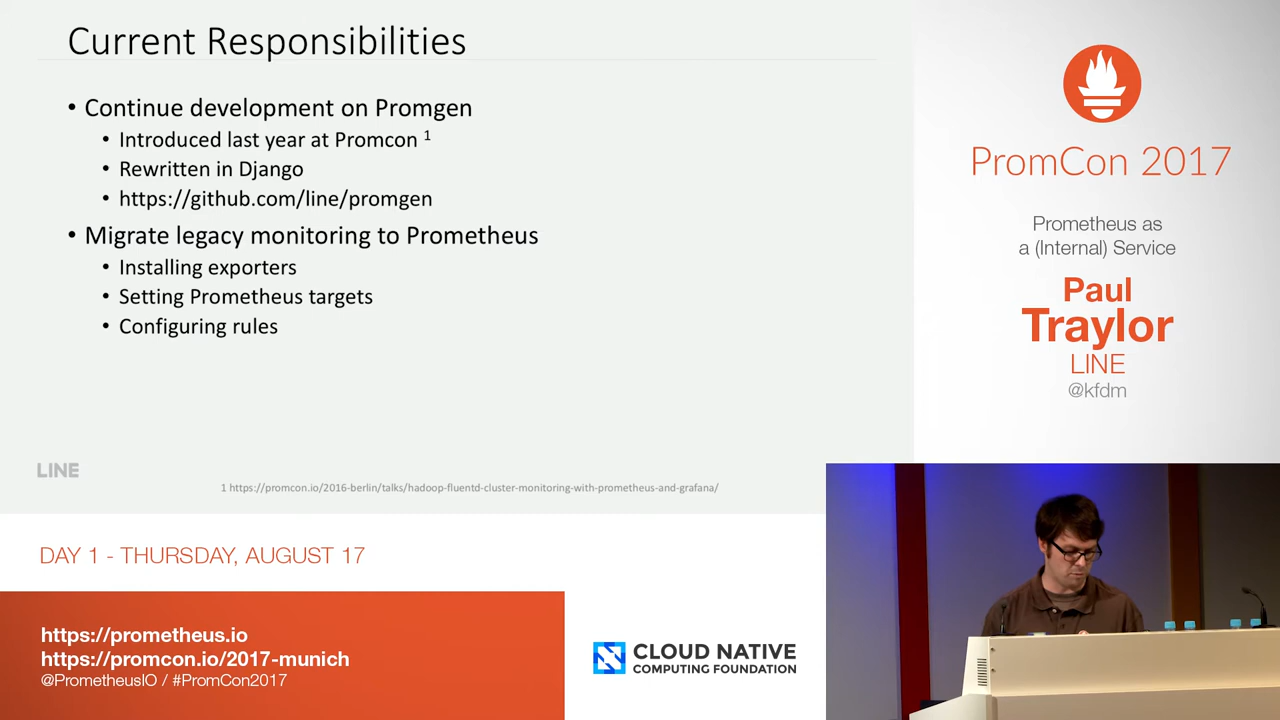 Current Responsibilities
• Continue development on Promgen
• Introduced last year at Promcon 1
• Rewritten in Django
• https://github.com/line/promgen
• Migrate legacy monitoring to Prometheus
• Installing exporters
• Setting Prometheus targets
• Configuring rules
LINE
1 https://promcon.io/2016-berlin/talks/hadoop-fluentd-cluster-monitoring-with-prometheus-and-grafana/
PromCon 2017
Prometheus as
a (Internal) Service
Paul
Traylor
LINE
@kfdm
DAY 1 - THURSDAY, AUGUST 17
https://prometheus.io
https://promcon.io/2017-munich
@PrometheusIO / #PromCon2017
CLOUD NATIVE
COMPUTING FOUNDATION